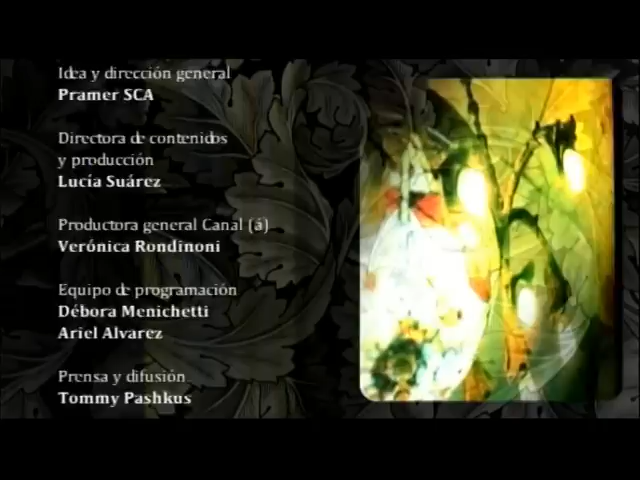 Idea y dirección general
Pramer SCA
Directora de contenidos
y producción
Lucía Suárez
Productora general Canal (á)
Verónica Rondinoni
Equipo de programación
Débora Menichetti
Ariel Alvarez
Prensa y difusión
Tommy Pashkus